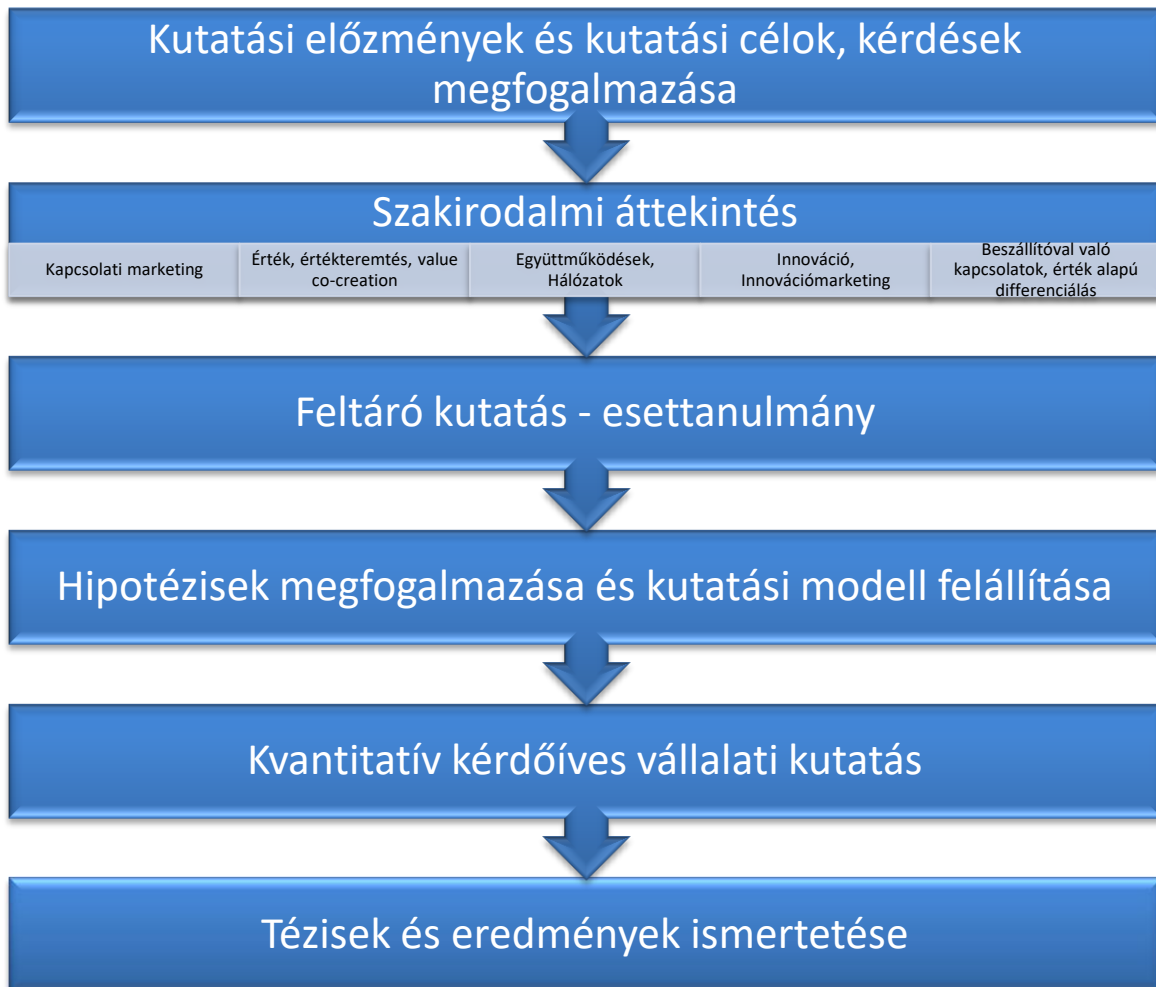 Kutatási előzmények és kutatási célok, kérdések
megfogalmazása
Szakirodalmi áttekintés
Kapcsolati marketing
Érték, értékteremtés, value
co-creation
Együttműködések,
Hálózatok
Innováció,
Innovációmarketing
Beszállítóval való
kapcsolatok, érték alapú
differenciálás
Feltáró kutatás - esettanulmány
Hipotézisek megfogalmazása és kutatási modell felállítása
Kvantitatív kérdőíves vállalati kutatás
Tézisek és eredmények ismertetése